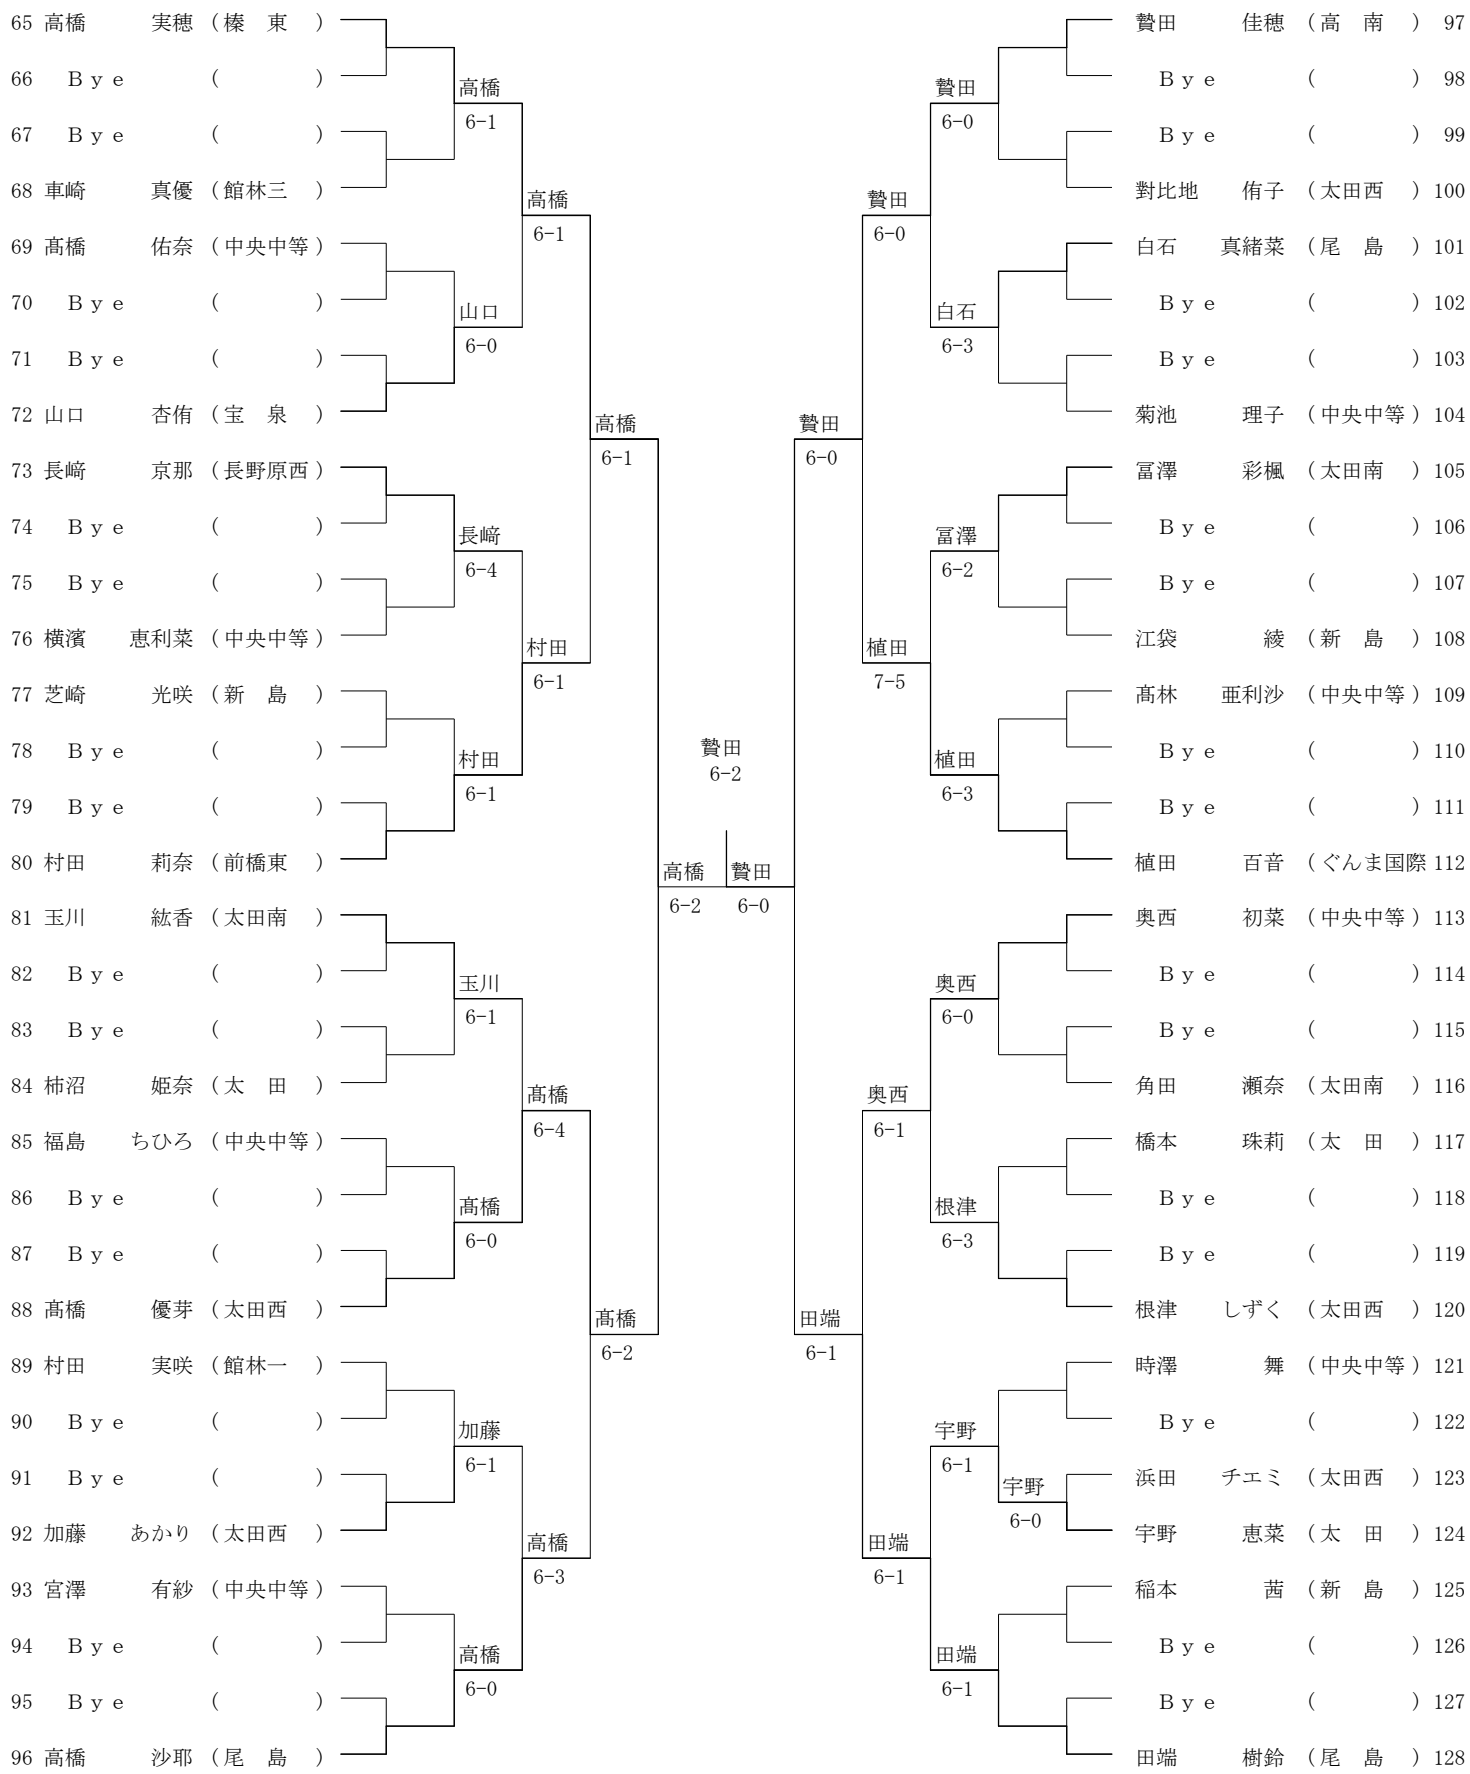 65 高橋 実穂 （榛 東 ）
66 Ｂｙｅ （ ）
高橋
6-1
67 Ｂｙｅ （ ）
68 車崎 真優 （館林三 ）
高橋
6-1
69 髙橋 佑奈 （中央中等）
70 Ｂｙｅ （ ）
山口
6-0
71 Ｂｙｅ （ ）
72 山口 杏侑 （宝 泉 ）
高橋
6-1
73 長﨑 京那 （長野原西）
74 Ｂｙｅ （ ）
長﨑
6-4
75 Ｂｙｅ （ ）
76 横濱 恵利菜 （中央中等）
村田
6-1
77 芝崎 光咲 （新 島 ）
78 Ｂｙｅ （ ）
村田
6-1
79 Ｂｙｅ （ ）
80 村田 莉奈 （前橋東 ）
高橋
6-2
81 玉川 紘香 （太田南 ）
82 Ｂｙｅ （ ）
玉川
6-1
83 Ｂｙｅ （ ）
84 柿沼 姫奈 （太 田 ）
髙橋
6-4
85 福島 ちひろ （中央中等）
86 Ｂｙｅ （ ）
髙橋
6-0
87 Ｂｙｅ （ ）
88 髙橋 優芽 （太田西 ）
髙橋
6-2
89 村田 実咲 （館林一 ）
90 Ｂｙｅ （ ）
加藤
6-1
91 Ｂｙｅ （ ）
92 加藤 あかり （太田西 ）
高橋
6-3
93 宮澤 有紗 （中央中等）
94 Ｂｙｅ （ ）
高橋
6-0
95 Ｂｙｅ （ ）
96 高橋 沙耶 （尾 島 ）
贄田
6-2
贄田 佳穂 （高 南 ） 97
Ｂｙｅ （ ） 98
贄田
6-0
Ｂｙｅ （ ） 99
對比地 侑子 （太田西 ） 100
贄田
6-0
白石 真緒菜 （尾 島 ） 101
Ｂｙｅ （ ） 102
白石
6-3
Ｂｙｅ （ ） 103
菊池 理子 （中央中等） 104
贄田
6-0
冨澤 彩楓 （太田南 ） 105
Ｂｙｅ （ ） 106
冨澤
6-2
Ｂｙｅ （ ） 107
江袋 綾 （新 島 ） 108
植田
7-5
髙林 亜利沙 （中央中等） 109
Ｂｙｅ （ ） 110
植田
6-3
Ｂｙｅ （ ） 111
植田 百音 （ぐんま国際 112
贄田
6-0
奥西 初菜 （中央中等） 113
Ｂｙｅ （ ） 114
奥西
6-0
Ｂｙｅ （ ） 115
角田 瀬奈 （太田南 ） 116
奥西
6-1
橋本 珠莉 （太 田 ） 117
Ｂｙｅ （ ） 118
根津
6-3
Ｂｙｅ （ ） 119
根津 しずく （太田西 ） 120
田端
6-1
時澤 舞 （中央中等） 121
Ｂｙｅ （ ） 122
宇野
6-1
浜田 チエミ （太田西 ） 123
宇野
6-0
宇野 恵菜 （太 田 ） 124
田端
6-1
稲本 茜 （新 島 ） 125
Ｂｙｅ （ ） 126
田端
6-1
Ｂｙｅ （ ） 127
田端 樹鈴 （尾 島 ） 128